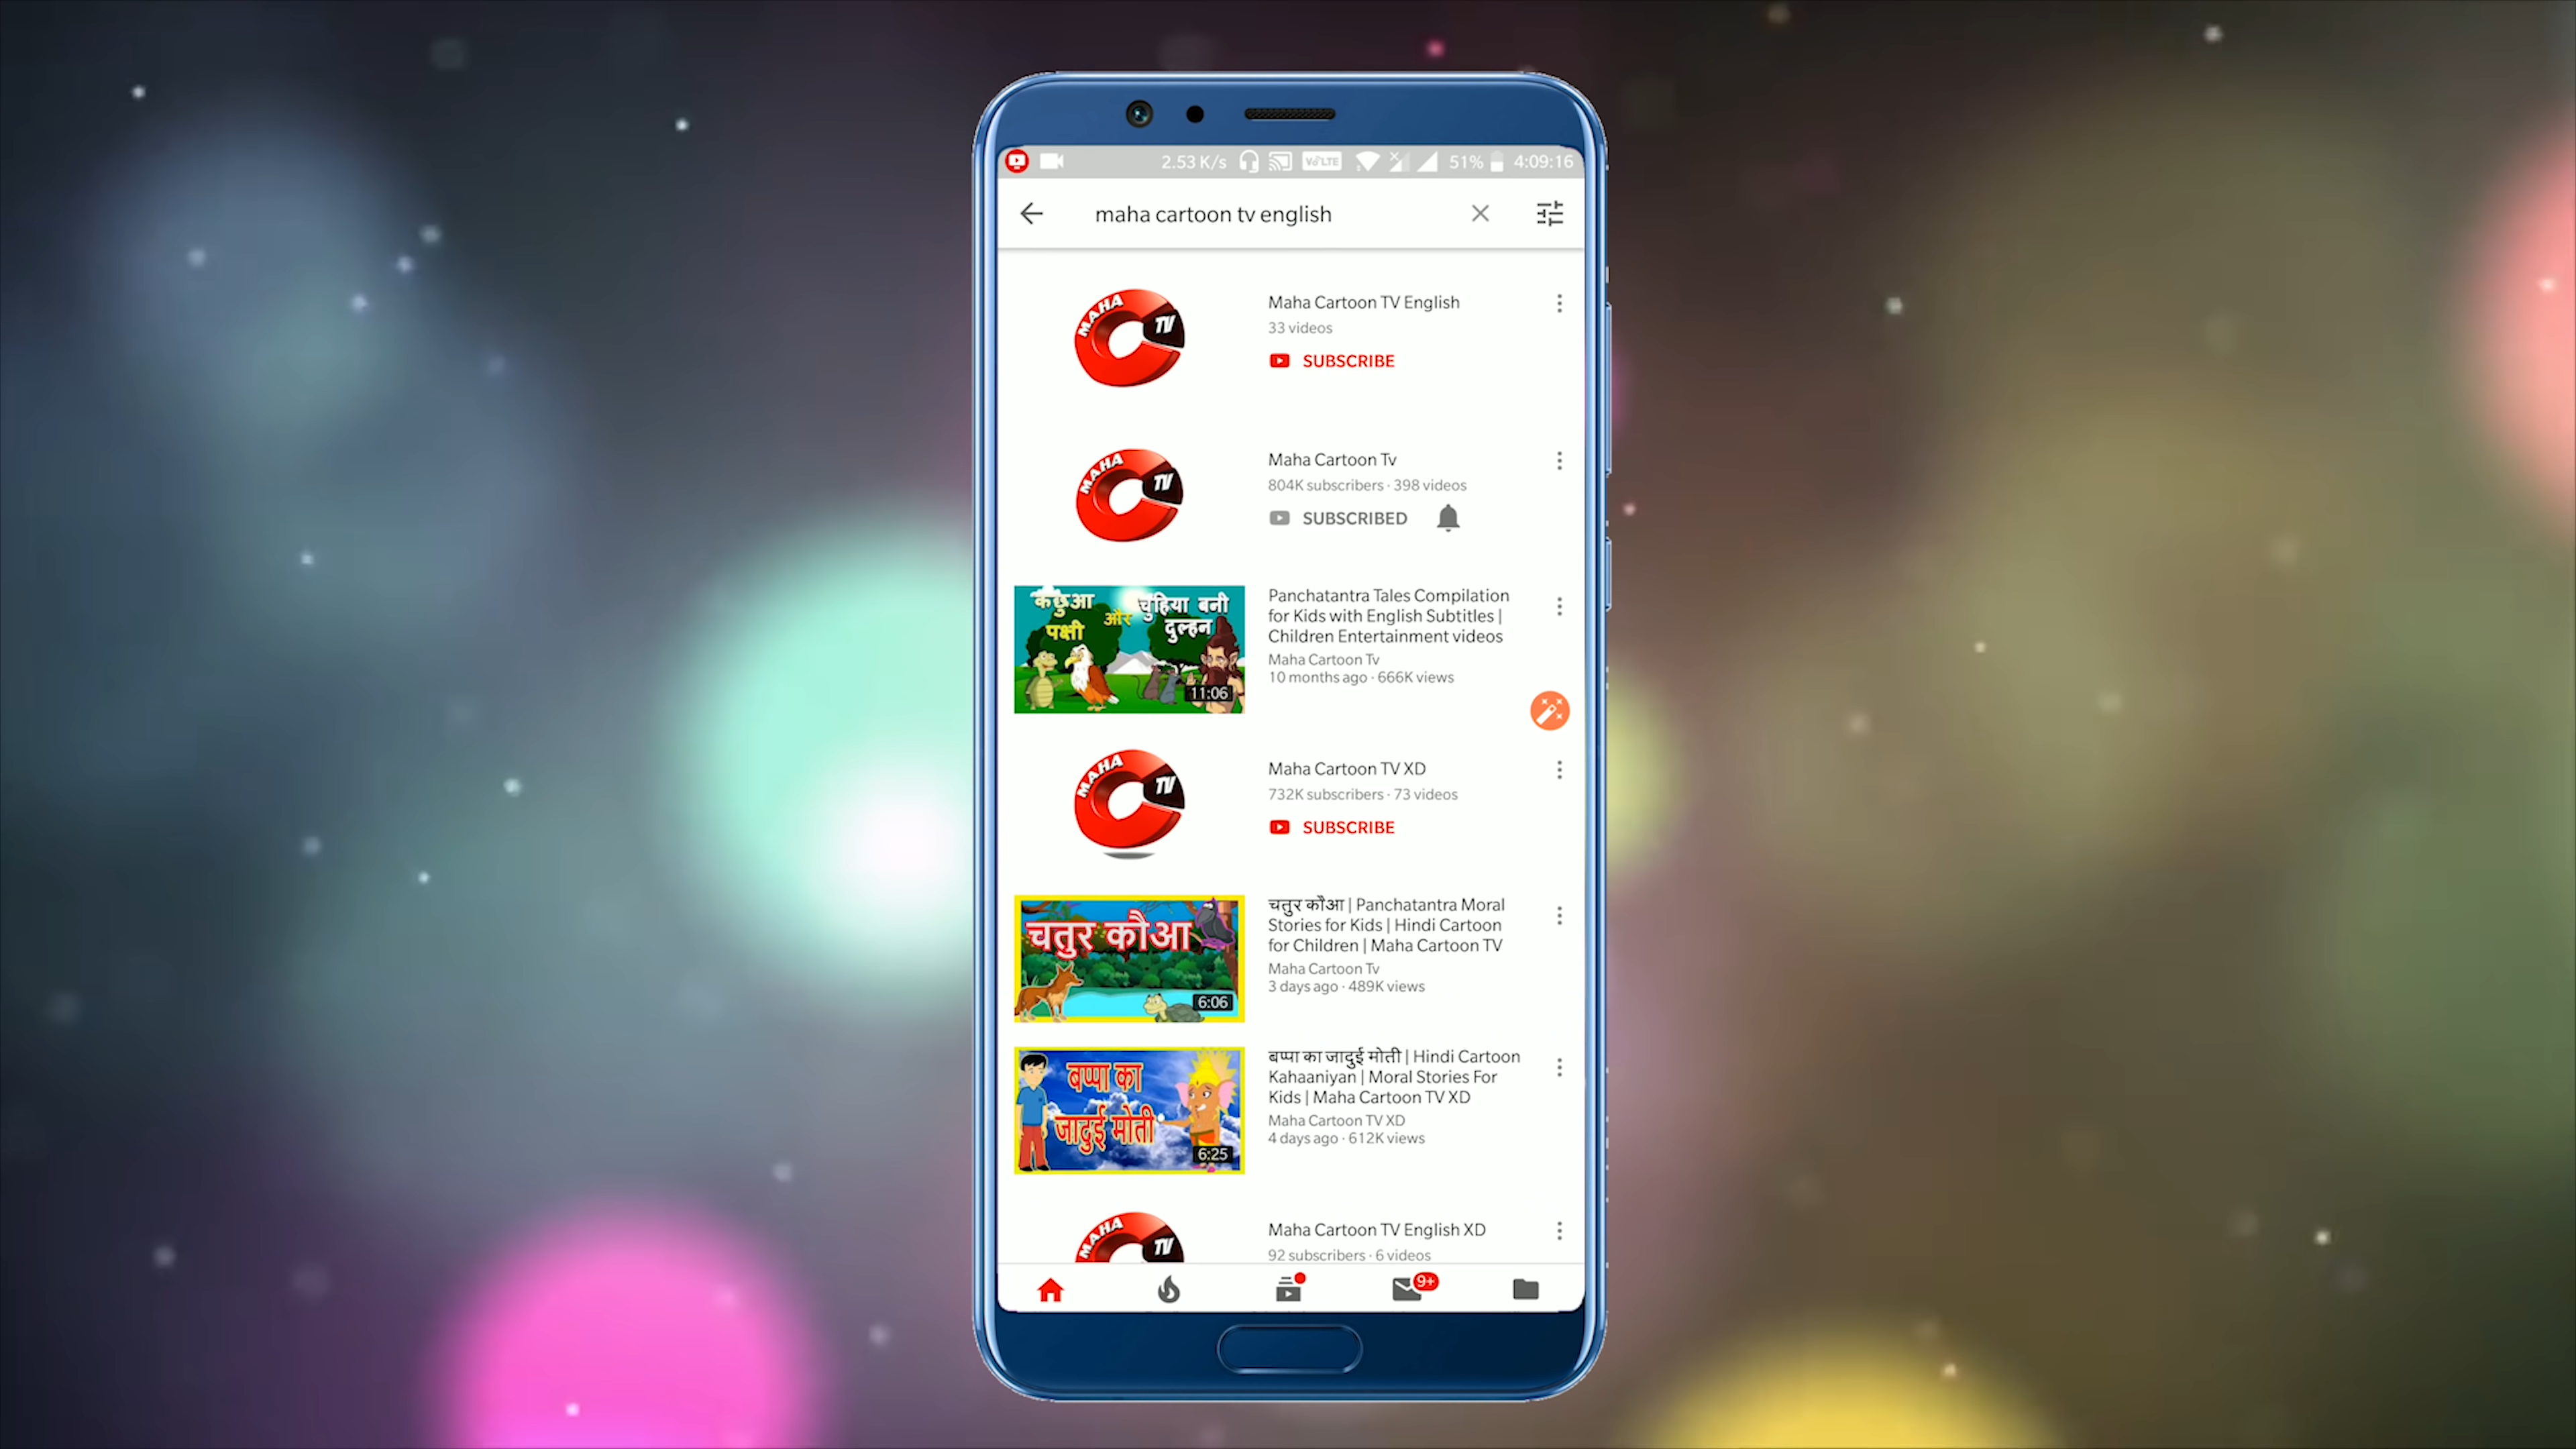 2.53 K/s VoLTE 51% 4:09:16
maha cartoon tv english
MAHA TV
Maha Cartoon TV English
33 videos
SUBSCRIBE
MAHA TV
Maha Cartoon Tv
804K subscribers · 398 videos
SUBSCRIBED
कछुआ
पक्षी
और
चुहिया बनी
दुल्हन
11:06
Panchatantra Tales Compilation
for Kids with English Subtitles |
Children Entertainment videos
Maha Cartoon Tv
10 months ago · 666K views
MAHA TV
Maha Cartoon TV XD
732K subscribers · 73 videos
SUBSCRIBE
चतुर कौआ
6:06
चतुर कौआ | Panchatantra Moral
Stories for Kids | Hindi Cartoon
for Children | Maha Cartoon TV
Maha Cartoon Tv
3 days ago · 489K views
बप्पा का
जादुई मोती
6:25
बप्पा का जादुई मोती | Hindi Cartoon
Kahaaniyan | Moral Stories For
Kids | Maha Cartoon TV XD
Maha Cartoon TV XD
4 days ago · 612K views
MAHA TV
Maha Cartoon TV English XD
92 subscribers · 6 videos
9+